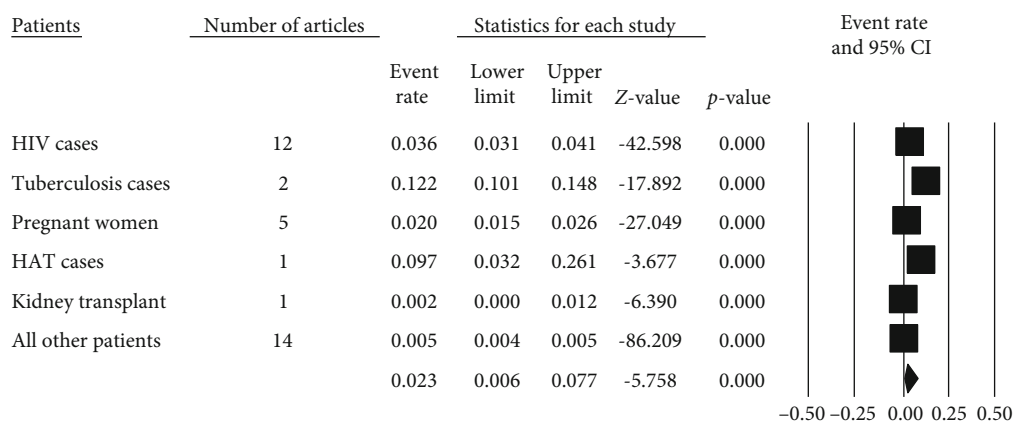 Patients Number of articles Statistics for each study Event rate
and 95% CI
Event Lower Upper
rate limit limit Z-value p-value
HIV cases 12 0.036 0.031 0.041 -42.598 0.000
Tuberculosis cases 2 0.122 0.101 0.148 -17.892 0.000
Pregnant women 5 0.020 0.015 0.026 -27.049 0.000
HAT cases 1 0.097 0.032 0.261 -3.677 0.000
Kidney transplant 1 0.002 0.000 0.012 -6.390 0.000
All other patients 14 0.005 0.004 0.005 -86.209 0.000
0.023 0.006 0.077 -5.758 0.000
−0.50 −0.25 0.00 0.25 0.50